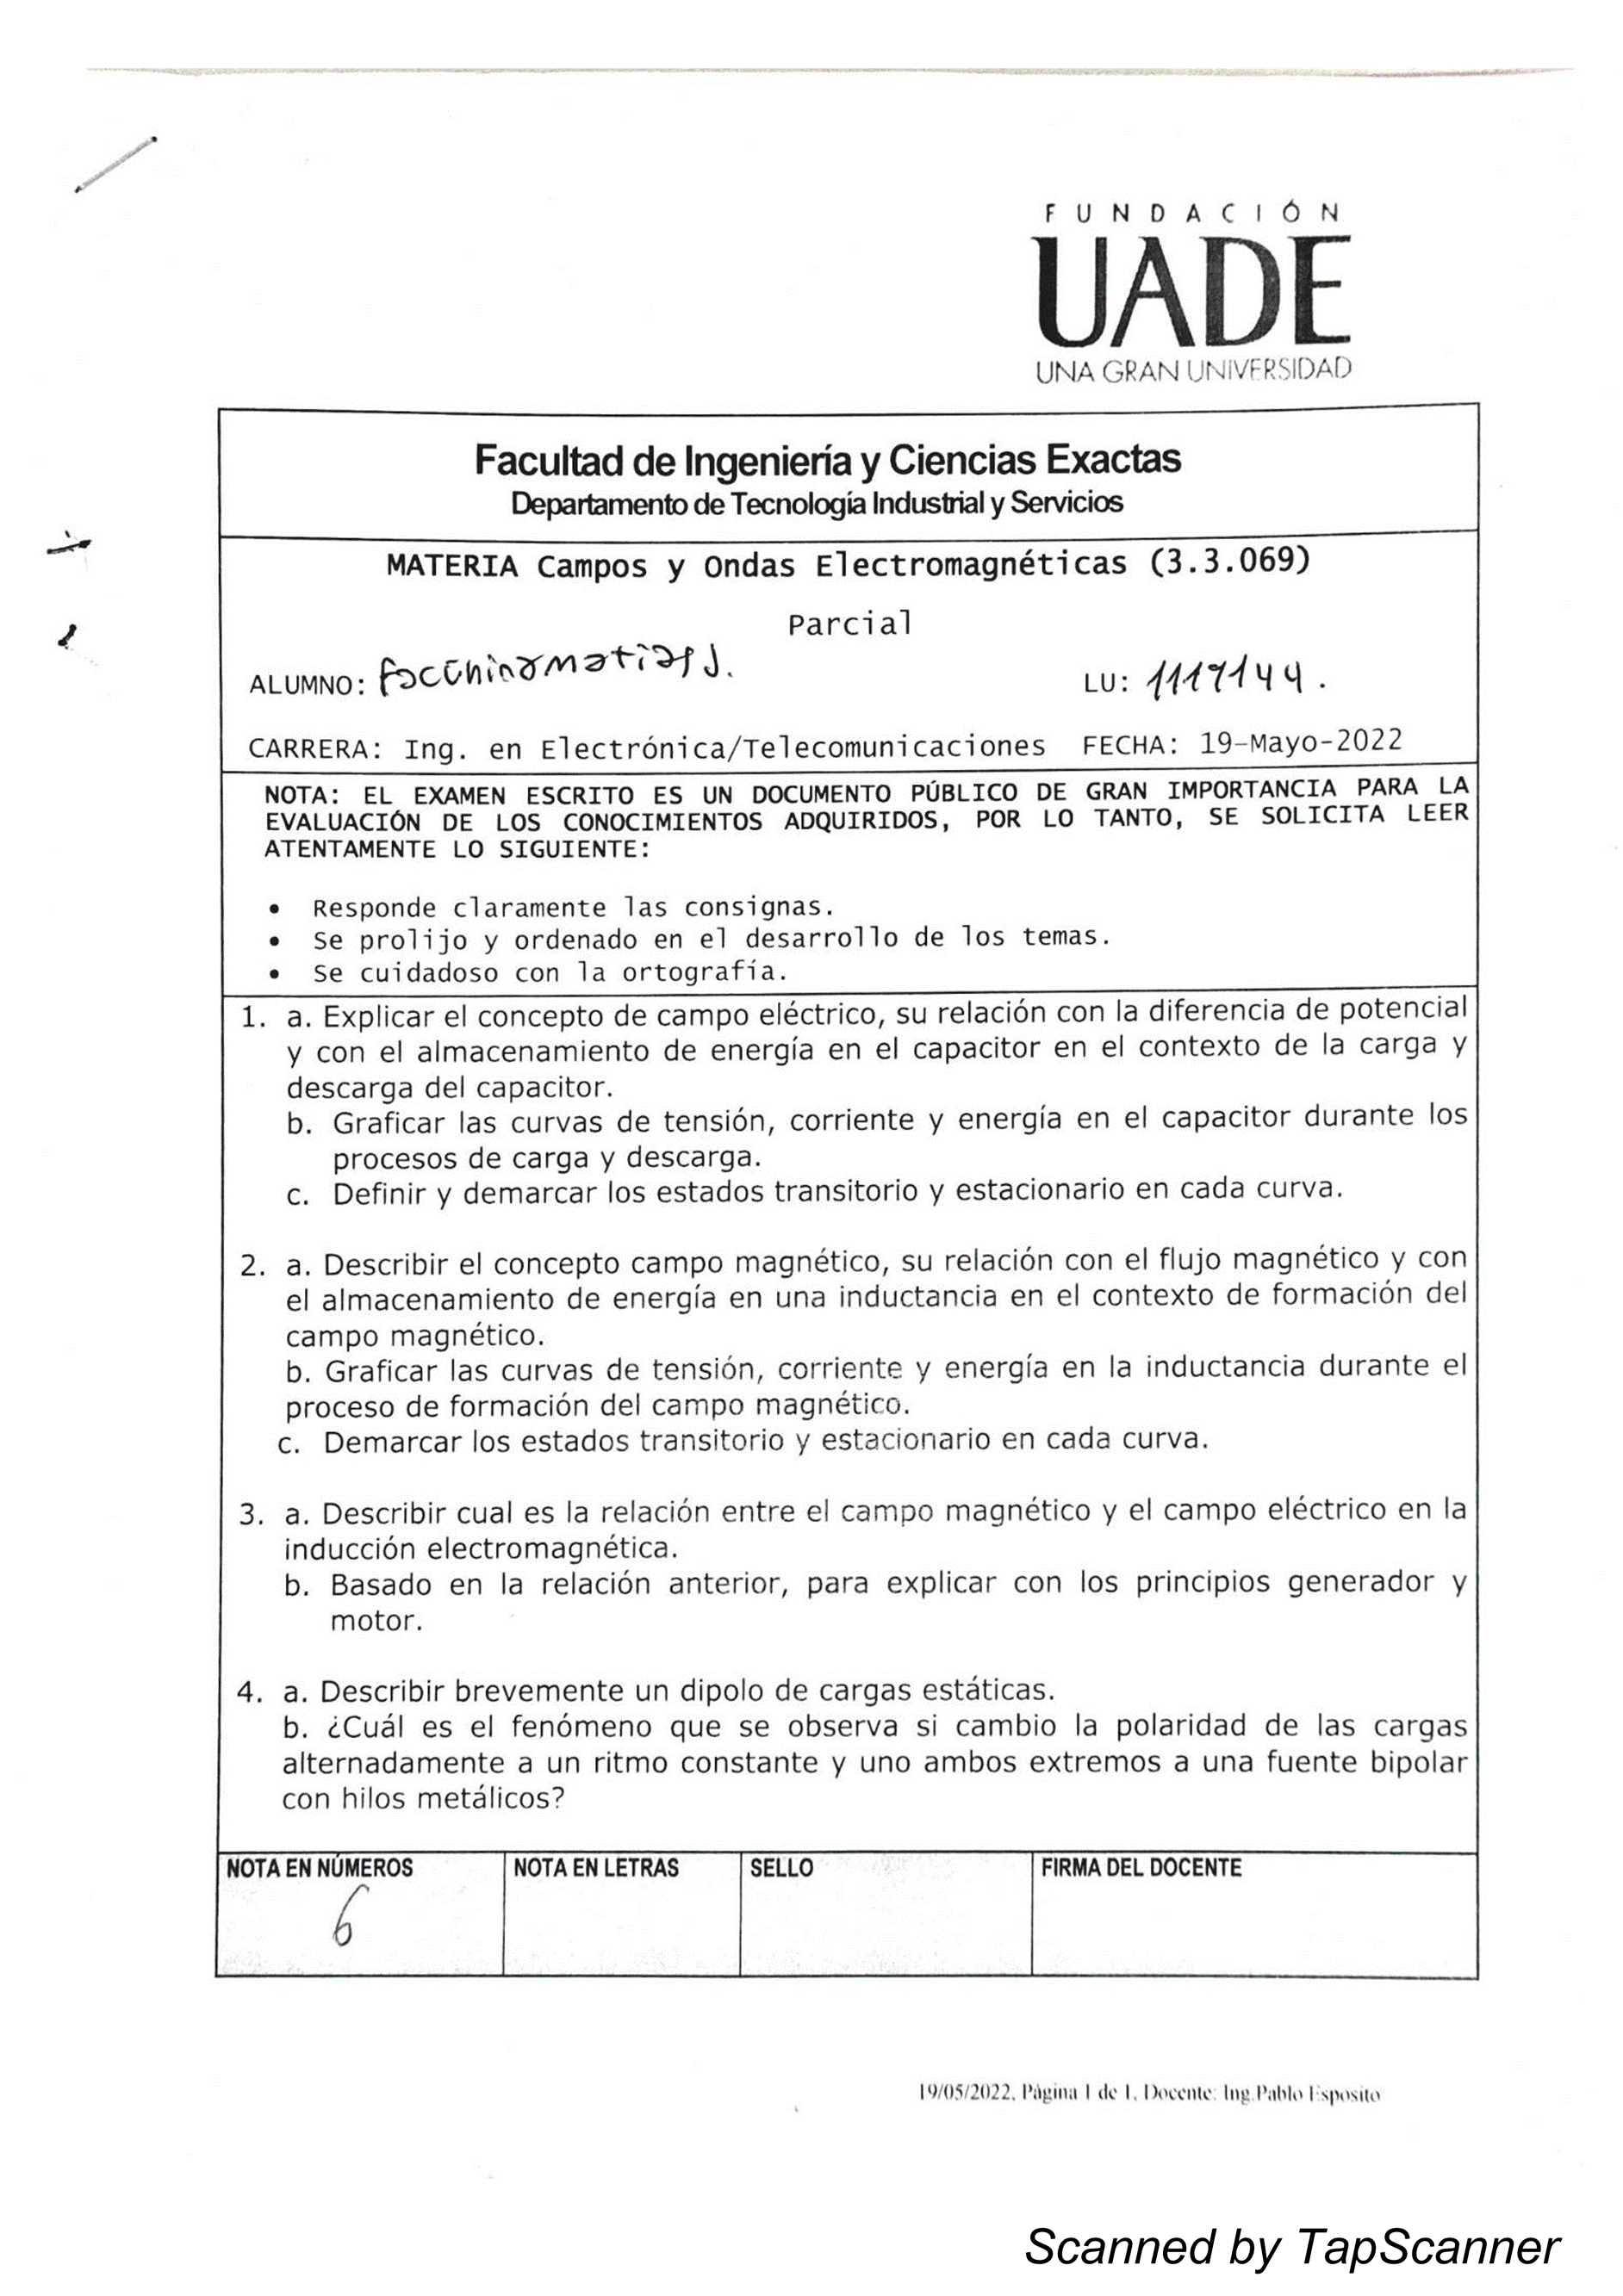 FUNDACIÓN
UADE
UNA GRAN UNIVERSIDAD
Facultad de Ingeniería y Ciencias Exactas
Departamento de Tecnología Industrial y Servicios
MATERIA Campos y Ondas Electromagnéticas (3.3.069)
Parcial
ALUMNO: Facchina Matias J.
LU: 1117144.
CARRERA: Ing. en Electrónica/Telecomunicaciones FECHA: 19-Mayo-2022
NOTA: EL EXAMEN ESCRITO ES UN DOCUMENTO PÚBLICO DE GRAN IMPORTANCIA PARA LA
EVALUACIÓN DE LOS CONOCIMIENTOS ADQUIRIDOS, POR LO TANTO, SE SOLICITA LEER
ATENTAMENTE LO SIGUIENTE:
• Responde claramente las consignas.
• Se prolijo y ordenado en el desarrollo de los temas.
• Se cuidadoso con la ortografía.
1. a. Explicar el concepto de campo eléctrico, su relación con la diferencia de potencial
y con el almacenamiento de energía en el capacitor en el contexto de la carga y
descarga del capacitor.
b. Graficar las curvas de tensión, corriente y energía en el capacitor durante los
procesos de carga y descarga.
c. Definir y demarcar los estados transitorio y estacionario en cada curva.
2. a. Describir el concepto campo magnético, su relación con el flujo magnético y con
el almacenamiento de energía en una inductancia en el contexto de formación del
campo magnético.
b. Graficar las curvas de tensión, corriente y energía en la inductancia durante el
proceso de formación del campo magnético.
c. Demarcar los estados transitorio y estacionario en cada curva.
3. a. Describir cual es la relación entre el campo magnético y el campo eléctrico en la
inducción electromagnética.
b. Basado en la relación anterior, para explicar con los principios generador y
motor.
4. a. Describir brevemente un dipolo de cargas estáticas.
b. ¿Cuál es el fenómeno que se observa si cambio la polaridad de las cargas
alternadamente a un ritmo constante y uno ambos extremos a una fuente bipolar
con hilos metálicos?
NOTA EN NÚMEROS NOTA EN LETRAS SELLO FIRMA DEL DOCENTE
6
19/05/2022, Página 1 de 1, Docente: Ing.Pablo Esposito
Scanned by TapScanner